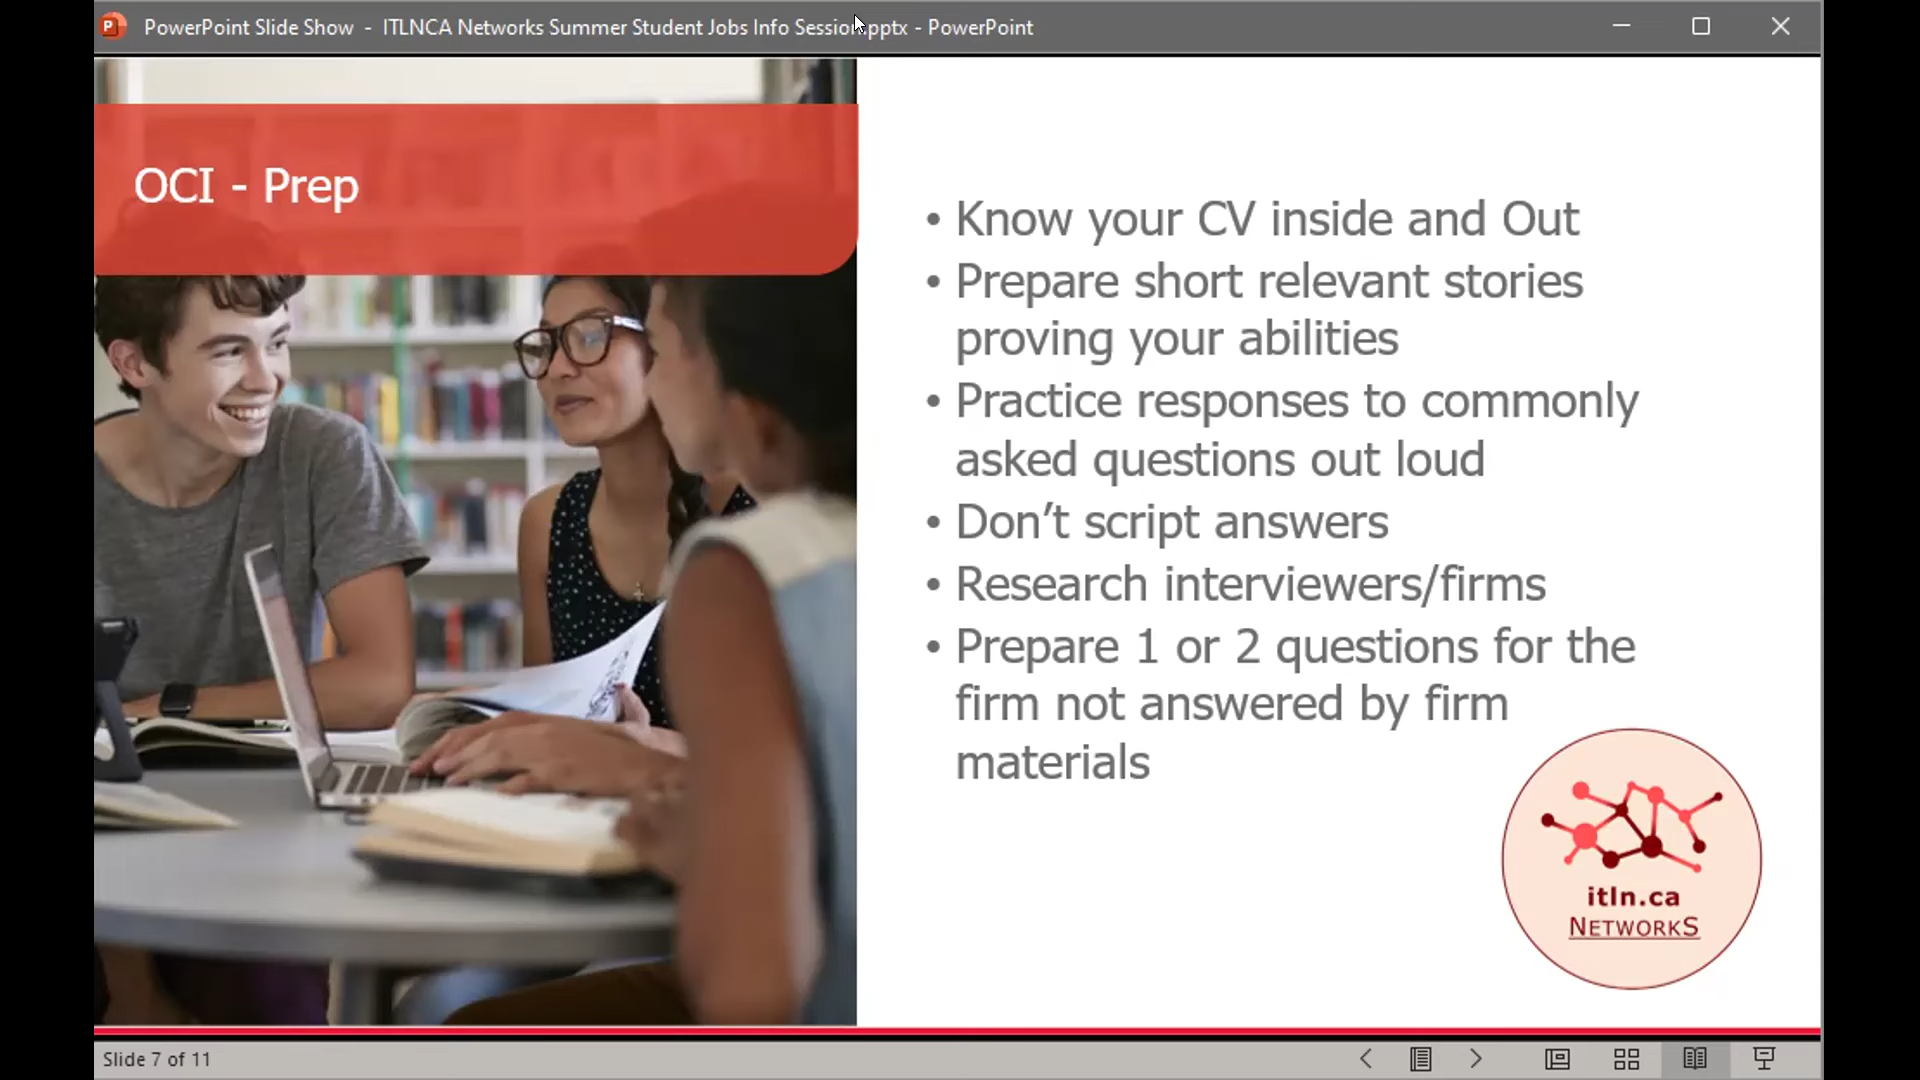 PowerPoint Slide Show - ITLNCA Networks Summer Student Jobs Info Session.pptx - PowerPoint
OCI - Prep
• Know your CV inside and Out
• Prepare short relevant stories
proving your abilities
• Practice responses to commonly
asked questions out loud
• Don’t script answers
• Research interviewers/firms
• Prepare 1 or 2 questions for the
firm not answered by firm
materials
itln.ca
NETWORKS
Slide 7 of 11